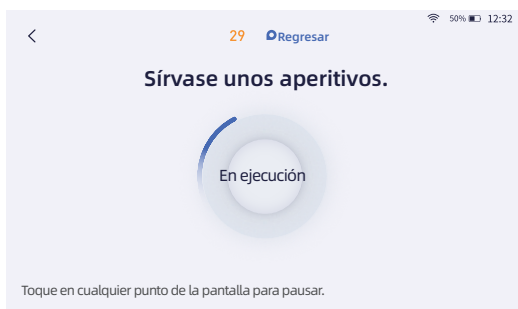 50% 12:32
29 Regresar
Sírvase unos aperitivos.
En ejecución
Toque en cualquier punto de la pantalla para pausar.